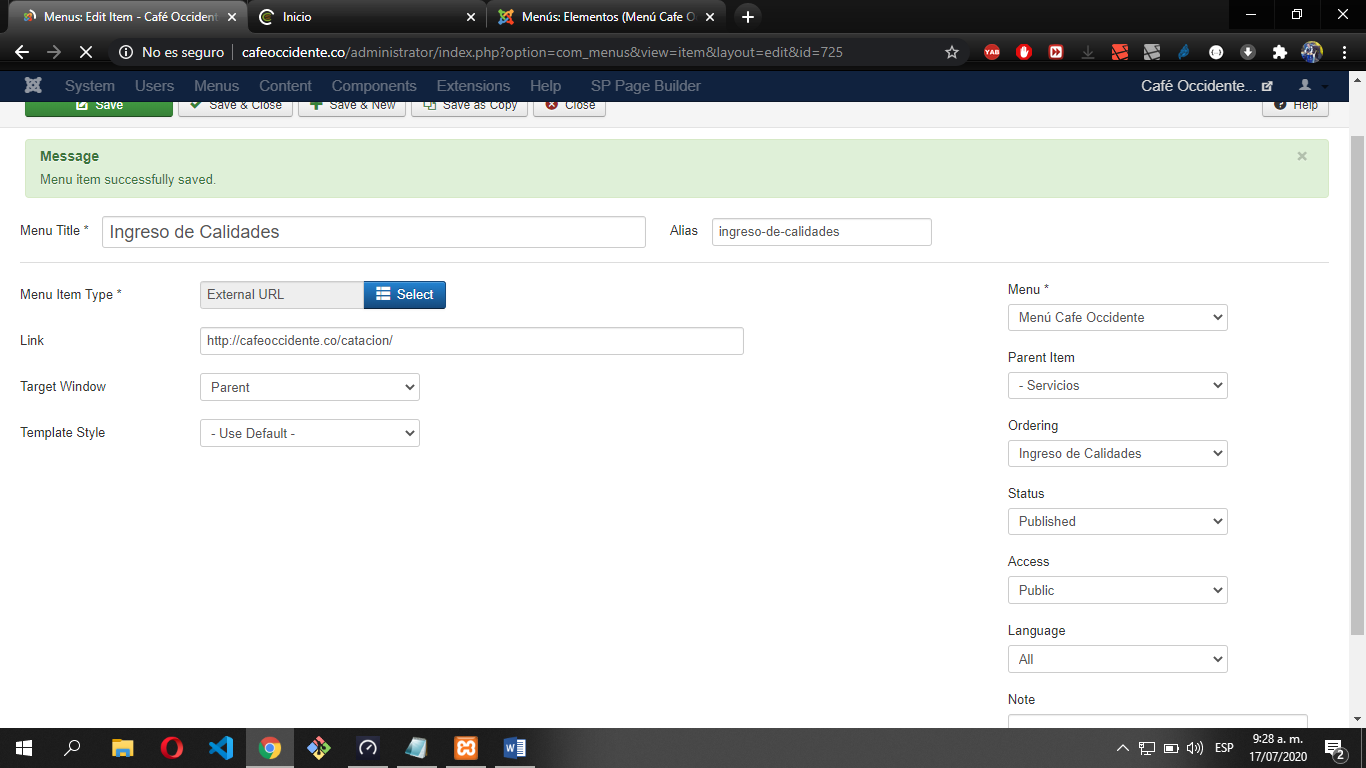 Menus: Edit Item - Café Occident
Inicio
Menús: Elementos (Menú Cafe O
No es seguro
cafeoccidente.co/administrator/index.php?option=com_menus&view=item&layout=edit&id=725
YAB
System Users Menus Content Components Extensions Help SP Page Builder
Café Occidente...
Save
Save & Close
Save & New
Save as Copy
Close
Help
Message
Menu item successfully saved.
Menu Title * Ingreso de Calidades
Alias ingreso-de-calidades
Menu Item Type * External URL Select
Link http://cafeoccidente.co/catacion/
Target Window Parent
Template Style - Use Default -
Menu *
Menú Cafe Occidente
Parent Item
- Servicios
Ordering
Ingreso de Calidades
Status
Published
Access
Public
Language
All
Note
ESP
9:28 a. m.
17/07/2020
2